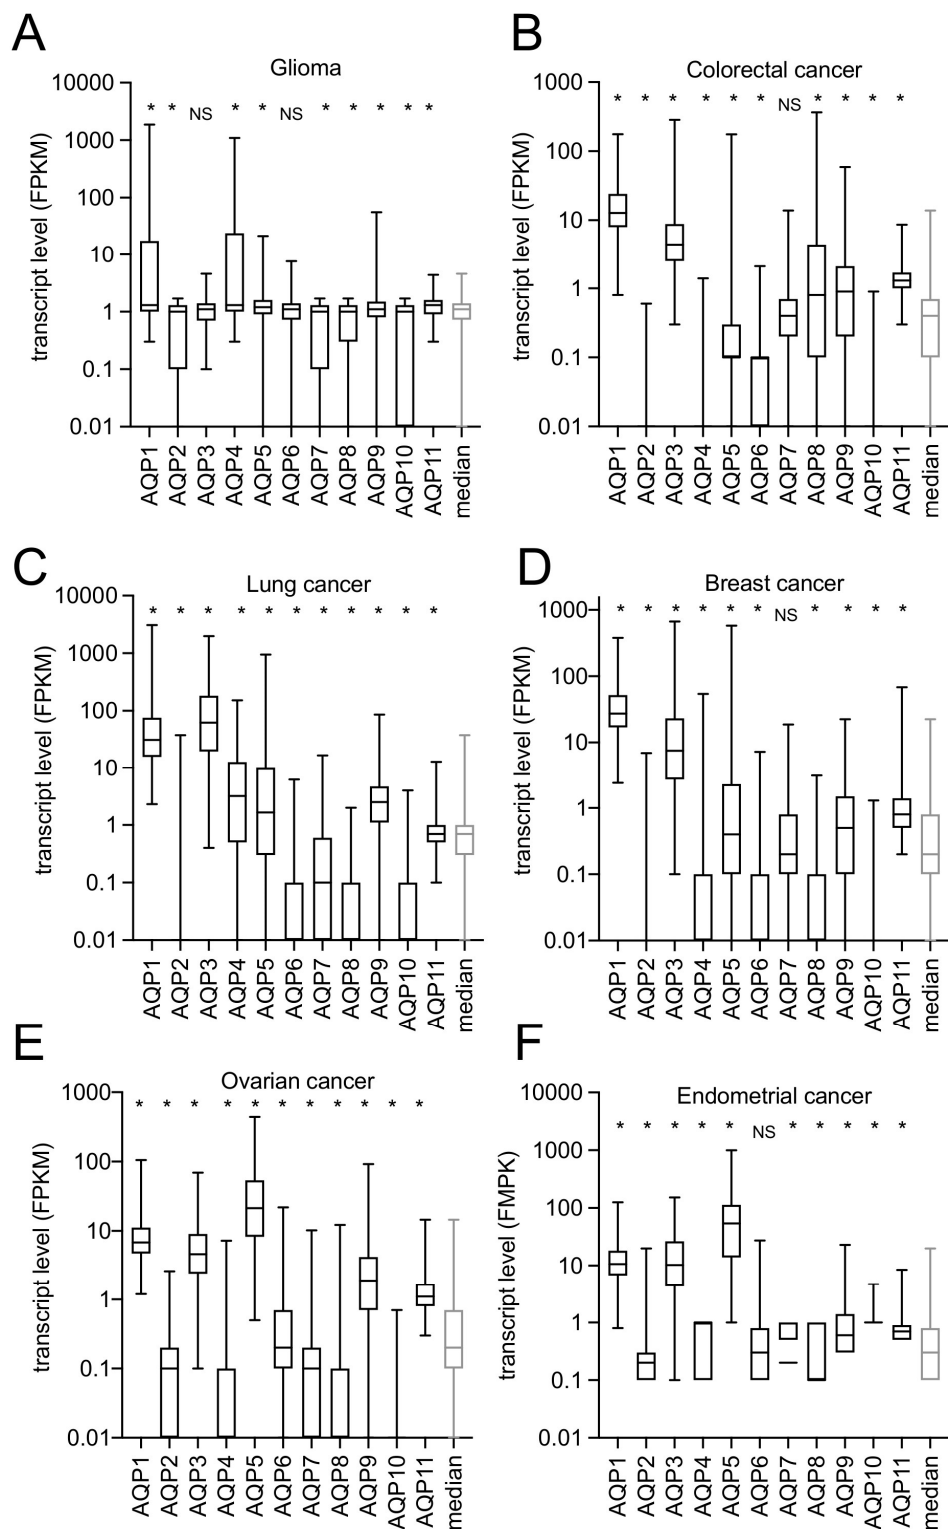 A
Glioma
transcript level (FPKM)
10000
1000
100
10
1
0.1
0.01
* * NS * * NS * * * * *
AQP1 AQP2 AQP3 AQP4 AQP5 AQP6 AQP7 AQP8 AQP9 AQP10 AQP11 median
B
Colorectal cancer
transcript level (FPKM)
1000
100
10
1
0.1
0.01
* * * * * * NS * * * *
AQP1 AQP2 AQP3 AQP4 AQP5 AQP6 AQP7 AQP8 AQP9 AQP10 AQP11 median
C
Lung cancer
transcript level (FPKM)
10000
1000
100
10
1
0.1
0.01
* * * * * * * * * * *
AQP1 AQP2 AQP3 AQP4 AQP5 AQP6 AQP7 AQP8 AQP9 AQP10 AQP11 median
D
Breast cancer
transcript level (FPKM)
1000
100
10
1
0.1
0.01
* * * * * * NS * * * *
AQP1 AQP2 AQP3 AQP4 AQP5 AQP6 AQP7 AQP8 AQP9 AQP10 AQP11 median
E
Ovarian cancer
transcript level (FPKM)
1000
100
10
1
0.1
0.01
* * * * * * * * * * *
AQP1 AQP2 AQP3 AQP4 AQP5 AQP6 AQP7 AQP8 AQP9 AQP10 AQP11 median
F
Endometrial cancer
transcript level (FMPK)
10000
1000
100
10
1
0.1
0.01
* * * * * NS * * * * *
AQP1 AQP2 AQP3 AQP4 AQP5 AQP6 AQP7 AQP8 AQP9 AQP10 AQP11 median